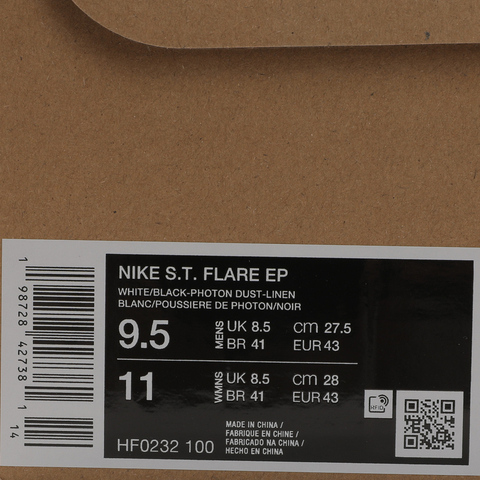 NIKE S.T. FLARE EP
WHITE/BLACK-PHOTON DUST-LINEN
BLANC/POUSSIERE DE PHOTON/NOIR
9.5 MENS UK 8.5 cm 27.5
BR 41 EUR 43
11 WMNS UK 8.5 cm 28
BR 41 EUR 43
HF0232 100
MADE IN CHINA /
FABRIQUE EN CHINE /
FABRICADO NA CHINA /
HECHO EN CHINA
1 98728 42738 1 14